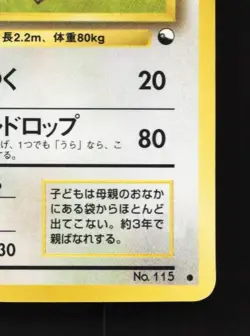 長2.2m、体重80kg
く 20
ドロップ 80
げ、1つでも「うら」なら、こ
する。
子どもは母親のおなか
にある袋からほとんど
出てこない。約3年で
親ばなれする。
30
No. 115 ●